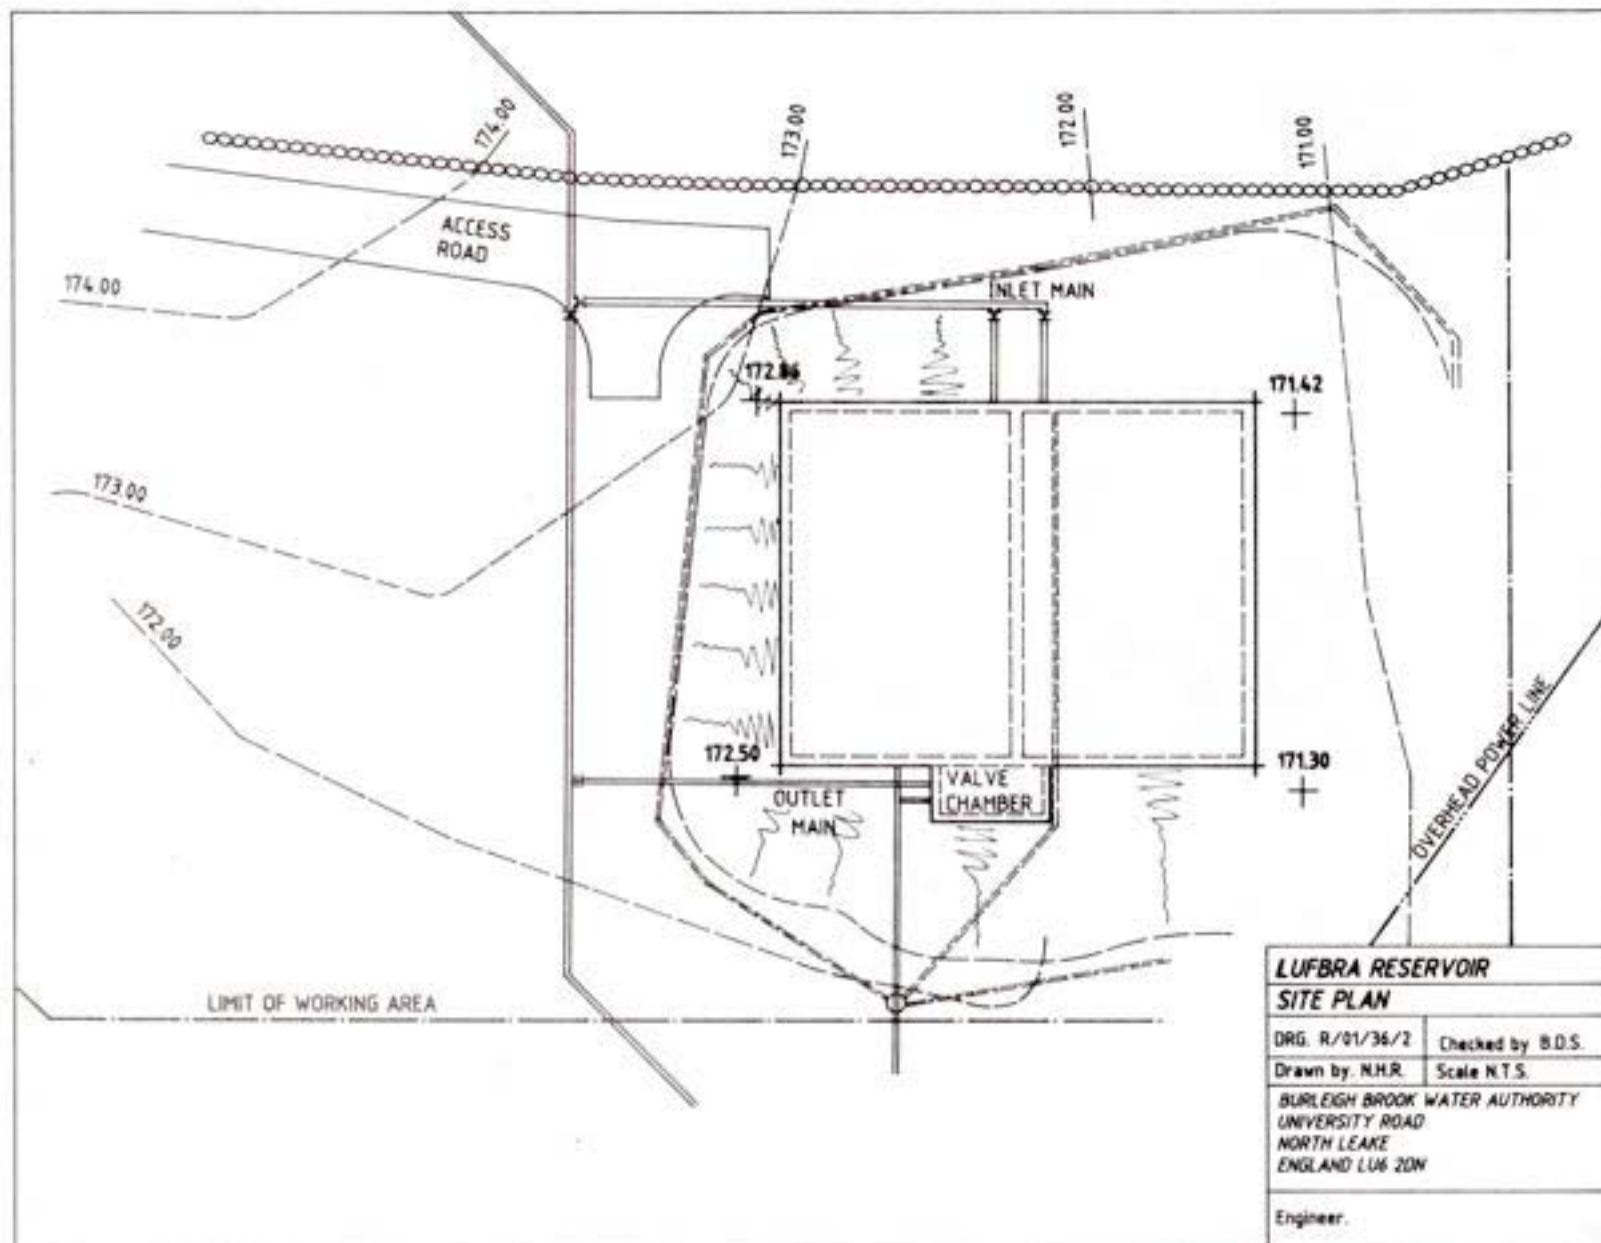 174.00
173.00
172.00
171.00
ACCESS
ROAD
174.00
INLET MAIN
172.86
171.42
173.00
172.00
172.50
VALVE
CHAMBER
171.30
OUTLET
MAIN
OVERHEAD POWER LINE
LIMIT OF WORKING AREA
LUFBRA RESERVOIR
SITE PLAN
DRG. R/01/36/2
Checked by B.D.S.
Drawn by. N.H.R.
Scale N.T.S.
BURLEIGH BROOK WATER AUTHORITY
UNIVERSITY ROAD
NORTH LEAKE
ENGLAND LU6 2DN
Engineer.